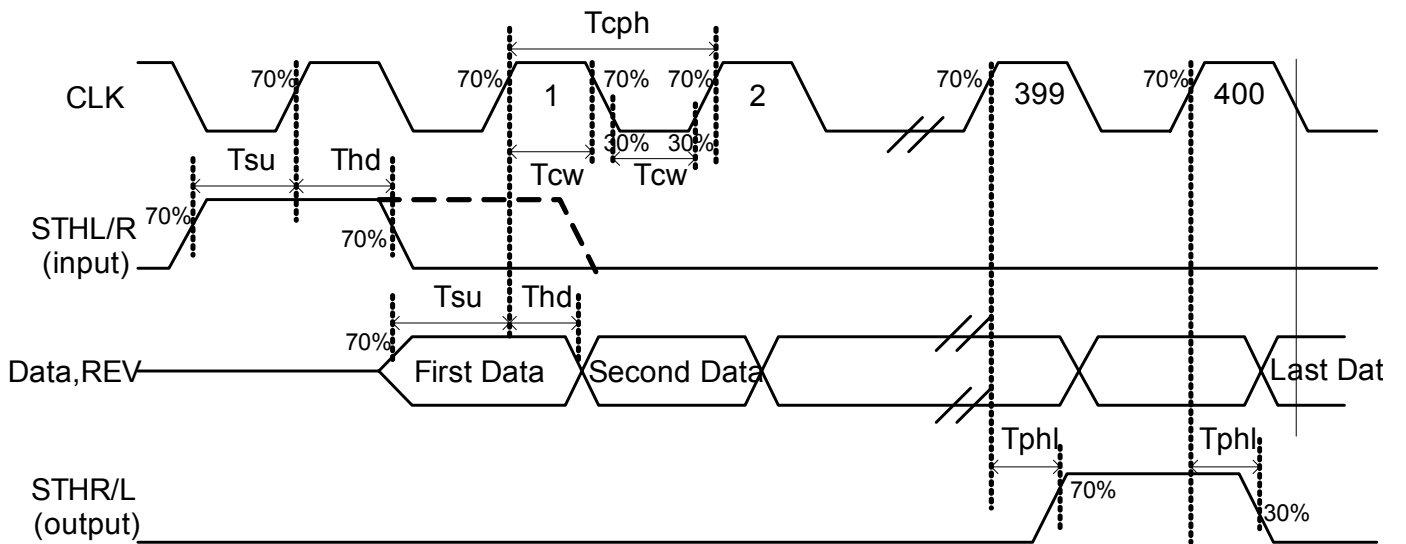 Tcph
CLK
70%
70%
1
70%
70%
2
70%
399
70%
400
30%
30%
Tsu
Thd
Tcw
Tcw
STHL/R
(input)
70%
70%
Tsu
Thd
70%
Data,REV
First Data
Second Data
Last Dat
Tphl
Tphl
STHR/L
(output)
70%
30%